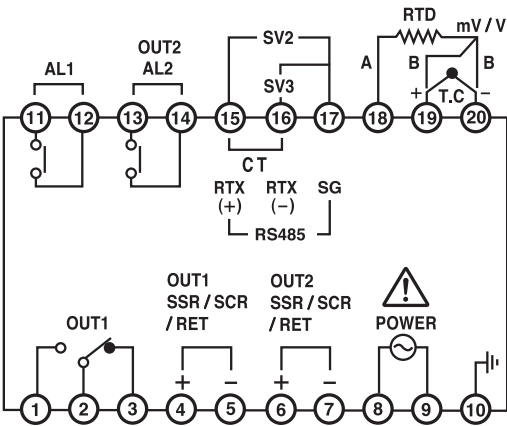 RTD
mV / V
SV2
OUT2
AL1
AL2
A
B
B
SV3
+
T.C
−
11
12
13
14
15
16
17
18
19
20
CT
RTX
RTX
SG
(+)
(−)
RS485
OUT1
OUT2
SSR / SCR
SSR / SCR
/ RET
/ RET
POWER
!
OUT1
+
−
+
−
1
2
3
4
5
6
7
8
9
10